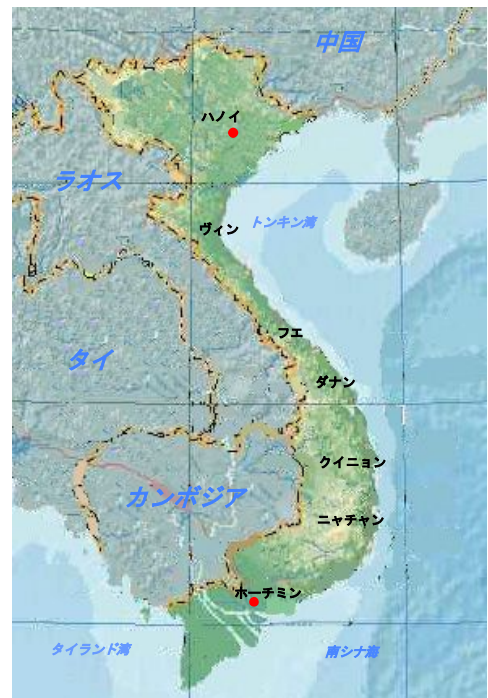 中国
ハノイ
ラオス
トンキン湾
ヴィン
フエ
タイ
ダナン
クイニョン
カンボジア
ニャチャン
ホーチミン
タイランド湾
南シナ海